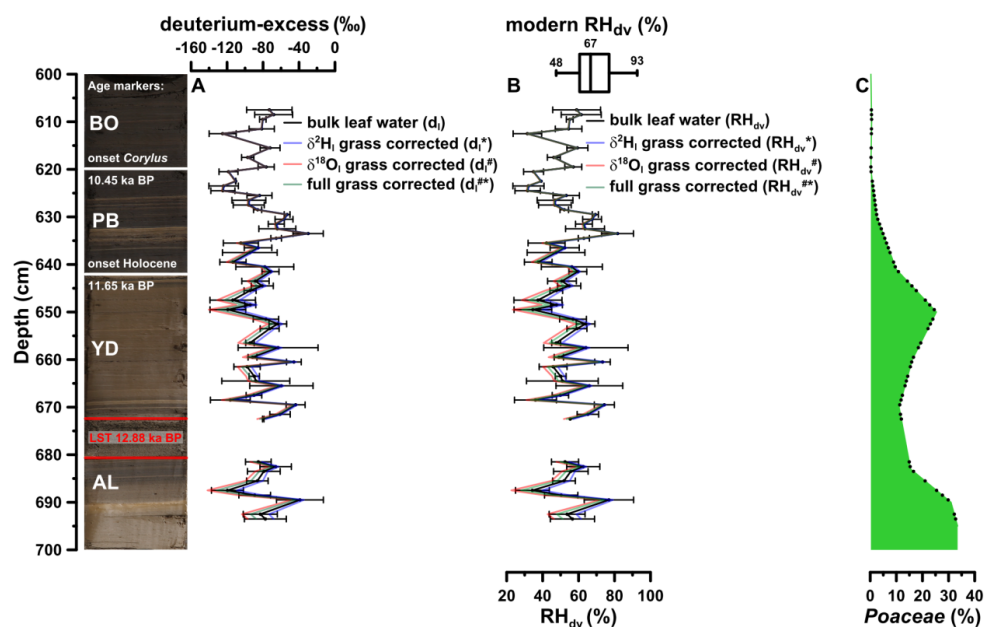 deuterium-excess (‰)
-160 -120 -80 -40 0
modern RHdv (%)
67
48 93
600
610
620
630
640
650
660
670
680
690
700
Depth (cm)
Age markers:
BO
onset Corylus
10.45 ka BP
PB
onset Holocene
11.65 ka BP
YD
LST 12.88 ka BP
AL
A
bulk leaf water (dl)
δ2Hl grass corrected (dl*)
δ18Ol grass corrected (dl#)
full grass corrected (dl#*)
B
bulk leaf water (RHdv)
δ2Hl grass corrected (RHdv*)
δ18Ol grass corrected (RHdv#)
full grass corrected (RHdv#*)
20 40 60 80 100
RHdv (%)
C
0 10 20 30 40
Poaceae (%)